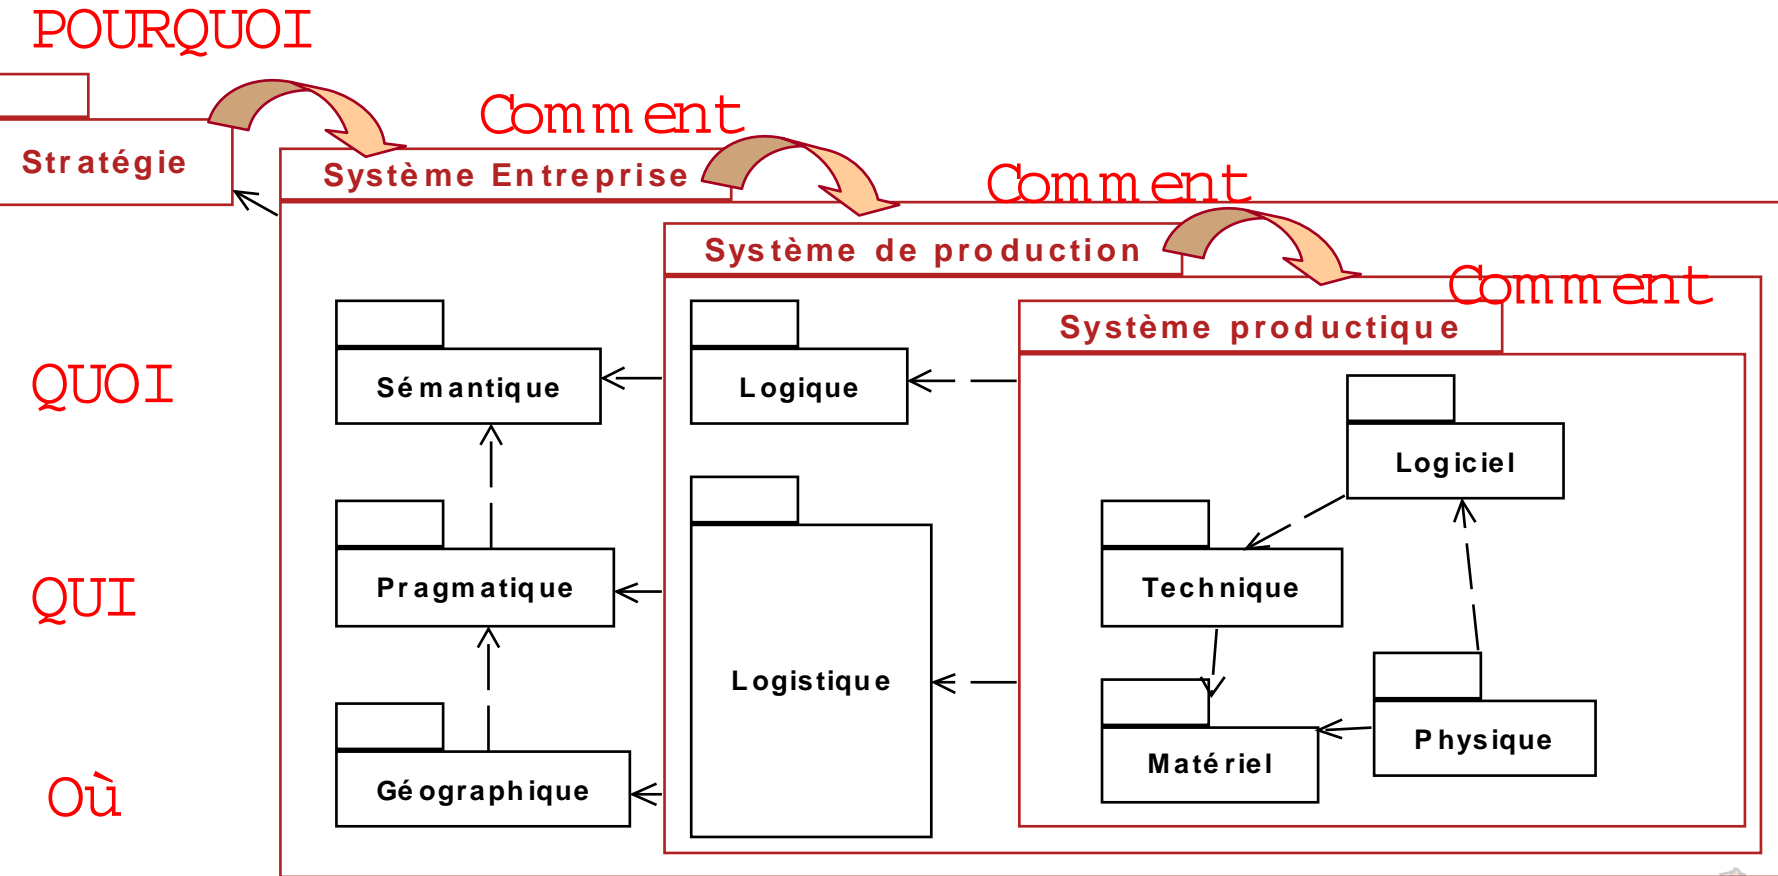 POURQUOI
Comment
Stratégie
Système Entreprise
Comment
Système de production
Comment
Système productique
QUOI
Sémantique
Logique
Logiciel
QUI
Pragmatique
Technique
Logistique
Physique
Matériel
Où
Géographique